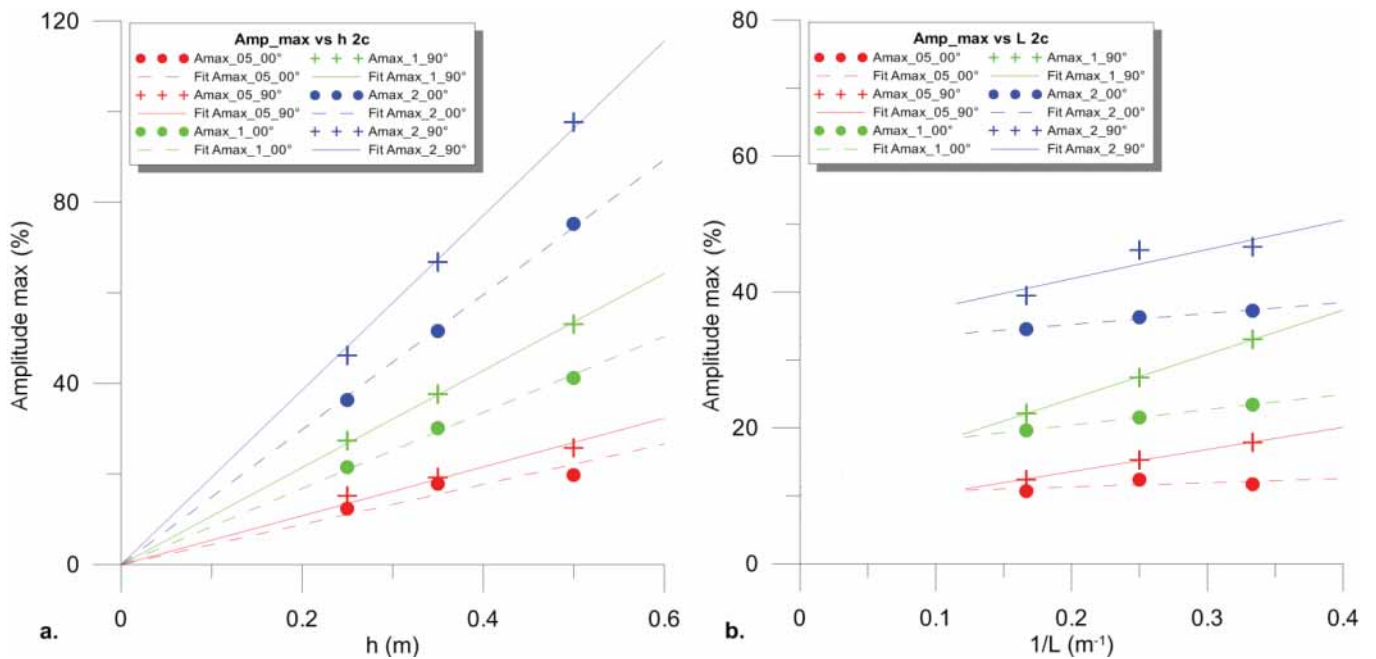 120
80
40
0
Amplitude max (%)
Amp_max vs h 2c
Amax_05_00° Amax_1_90°
Fit Amax_05_00° Fit Amax_1_90°
Amax_05_90° Amax_2_00°
Fit Amax_05_90° Fit Amax_2_00°
Amax_1_00° Amax_2_90°
Fit Amax_1_00° Fit Amax_2_90°
0 0.2 0.4 0.6
a. h (m)
80
60
40
20
0
Amplitude max (%)
Amp_max vs L 2c
Amax_05_00° Amax_1_90°
Fit Amax_05_00° Fit Amax_1_90°
Amax_05_90° Amax_2_00°
Fit Amax_05_90° Fit Amax_2_00°
Amax_1_00° Amax_2_90°
Fit Amax_1_00° Fit Amax_2_90°
0 0.1 0.2 0.3 0.4
b. 1/L (m⁻¹)